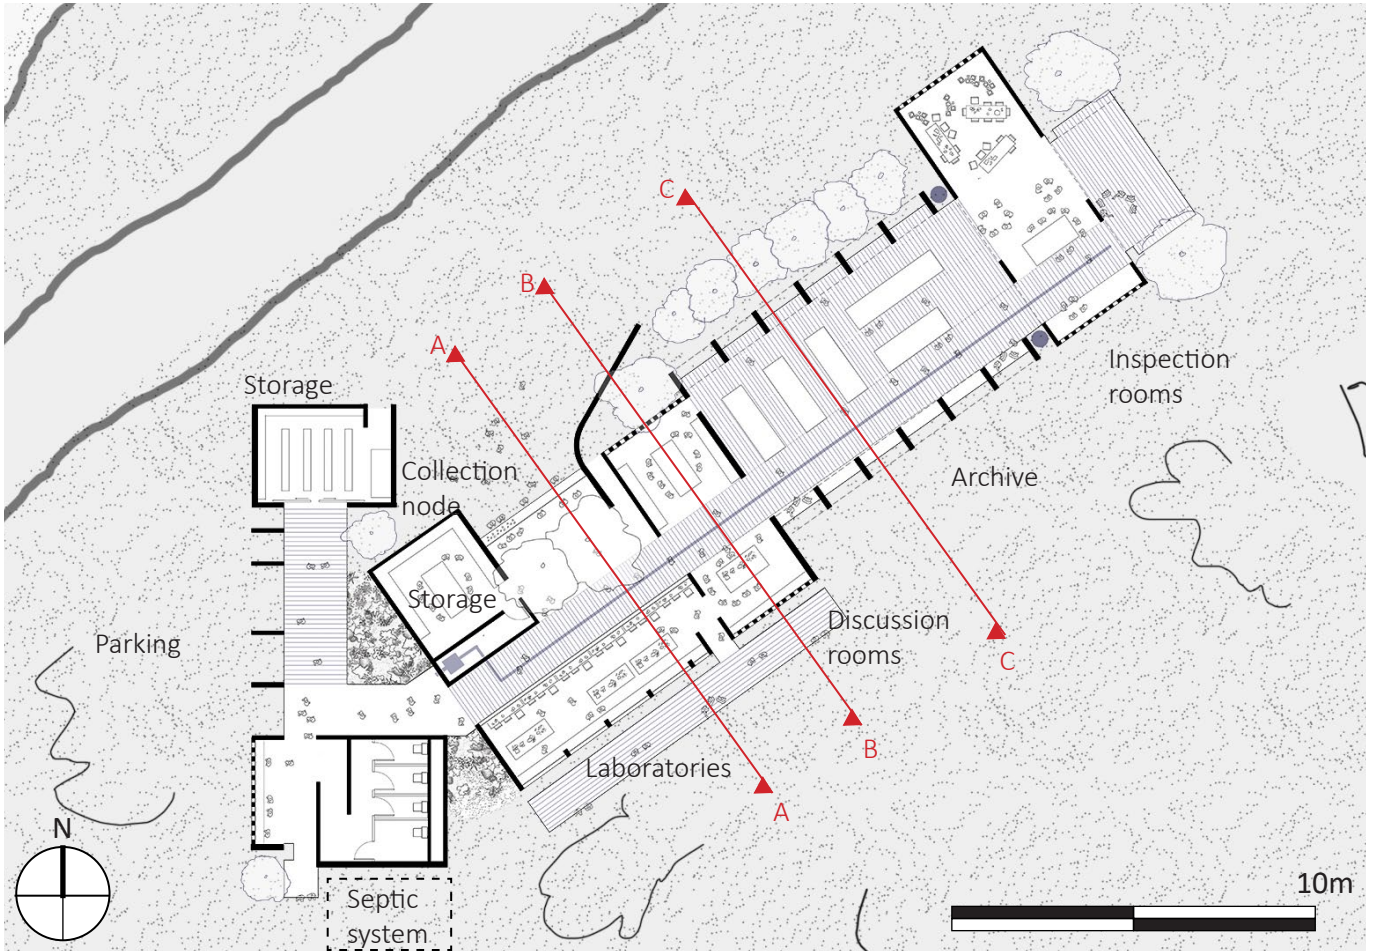 C
B
A
Storage
Inspection
rooms
Collection
node
Archive
Storage
Discussion
rooms
Parking
C
B
Laboratories
A
N
10m
Septic
system